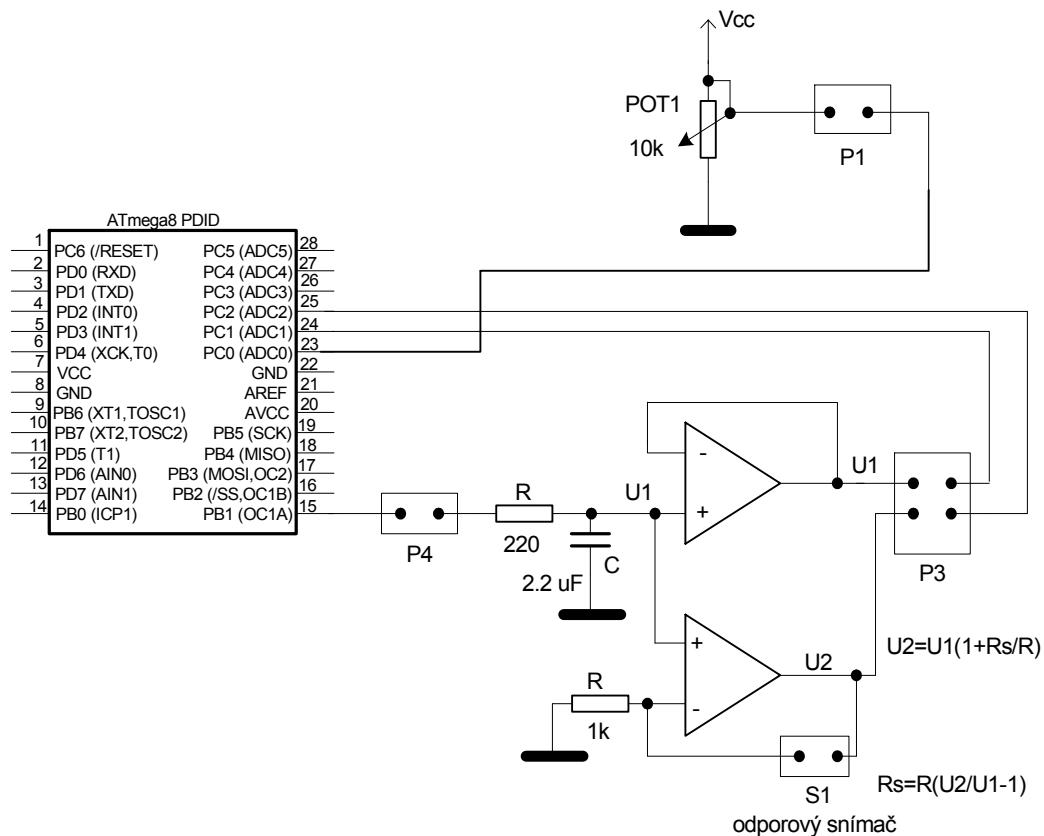 Vcc
POT1
10k
P1
ATmega8 PDID
1 PC6 (/RESET) PC5 (ADC5) 28
2 PD0 (RXD) PC4 (ADC4) 27
3 PD1 (TXD) PC3 (ADC3) 26
4 PD2 (INT0) PC2 (ADC2) 25
5 PD3 (INT1) PC1 (ADC1) 24
6 PD4 (XCK,T0) PC0 (ADC0) 23
7 VCC GND 22
8 GND AREF 21
9 PB6 (XT1,TOSC1) AVCC 20
10 PB7 (XT2,TOSC2) PB5 (SCK) 19
11 PD5 (T1) PB4 (MISO) 18
12 PD6 (AIN0) PB3 (MOSI,OC2) 17
13 PD7 (AIN1) PB2 (/SS,OC1B) 16
14 PB0 (ICP1) PB1 (OC1A) 15
P4
R
220
U1
C
2.2 uF
-
+
U1
P3
+
-
U2
U2=U1(1+Rs/R)
R
1k
S1
Rs=R(U2/U1-1)
odporový snímač